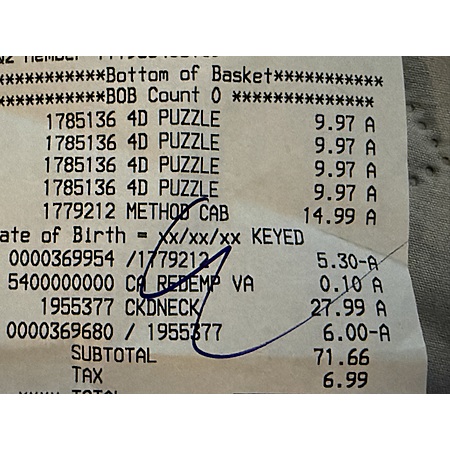 Member
***********Bottom of Basket***********
***********BOB Count 0 **************
1785136 4D PUZZLE 9.97 A
1785136 4D PUZZLE 9.97 A
1785136 4D PUZZLE 9.97 A
1785136 4D PUZZLE 9.97 A
1779212 METHOD CAB 14.99 A
ate of Birth = xx/xx/xx KEYED
0000369954 /1779212 5.30-A
5400000000 CA REDEMP VA 0.10 A
1955377 CKDNECK 27.99 A
0000369680 / 1955377 6.00-A
SUBTOTAL 71.66
TAX 6.99
TOTAL